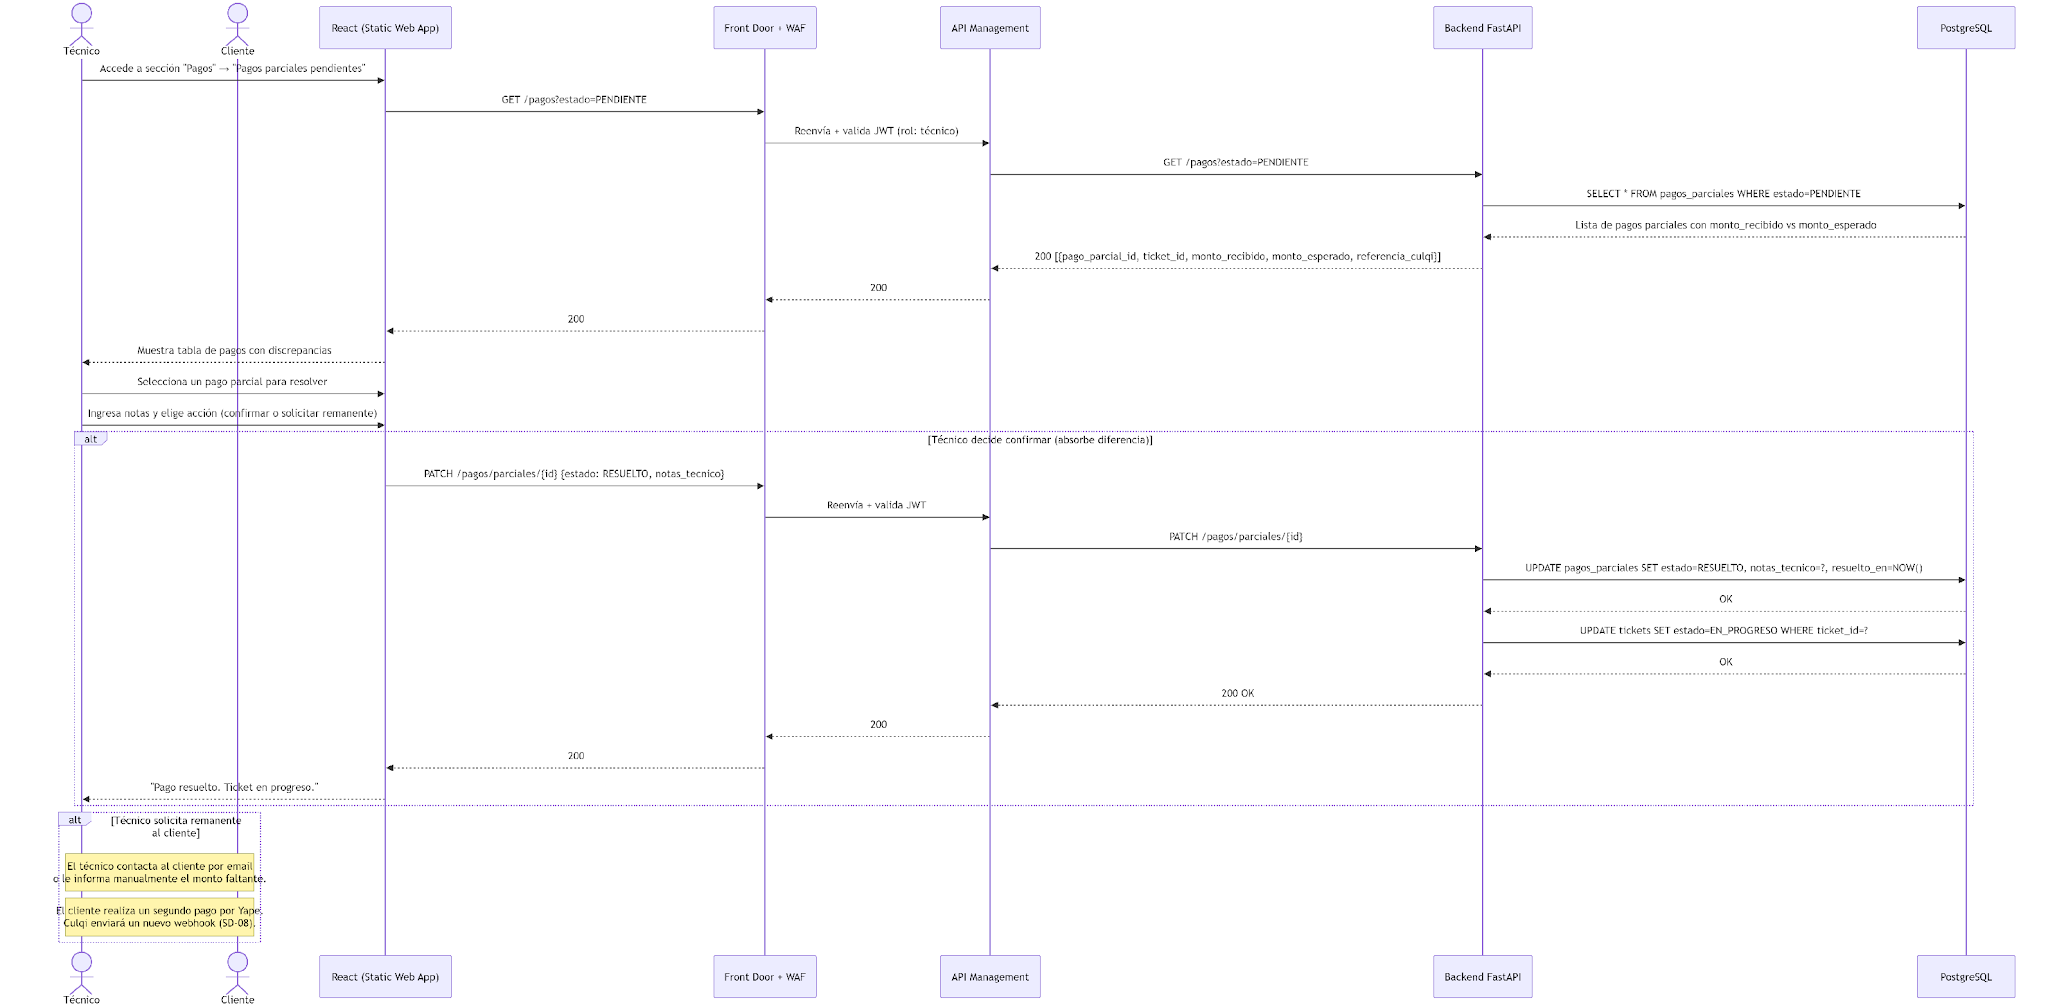 Técnico
Cliente
React (Static Web App)
Front Door + WAF
API Management
Backend FastAPI
PostgreSQL
Accede a sección "Pagos" → "Pagos parciales pendientes"
GET /pagos?estado=PENDIENTE
Reenvía + valida JWT (rol: técnico)
GET /pagos?estado=PENDIENTE
SELECT * FROM pagos_parciales WHERE estado=PENDIENTE
Lista de pagos parciales con monto_recibido vs monto_esperado
200 [{pago_parcial_id, ticket_id, monto_recibido, monto_esperado, referencia_culqi}]
200
200
Muestra tabla de pagos con discrepancias
Selecciona un pago parcial para resolver
Ingresa notas y elige acción (confirmar o solicitar remanente)
alt
[Técnico decide confirmar (absorbe diferencia)]
PATCH /pagos/parciales/{id} {estado: RESUELTO, notas_tecnico}
Reenvía + valida JWT
PATCH /pagos/parciales/{id}
UPDATE pagos_parciales SET estado=RESUELTO, notas_tecnico=?, resuelto_en=NOW()
OK
UPDATE tickets SET estado=EN_PROGRESO WHERE ticket_id=?
OK
200 OK
200
200
"Pago resuelto. Ticket en progreso."
alt
[Técnico solicita remanente
al cliente]
El técnico contacta al cliente por email
o le informa manualmente el monto faltante.
El cliente realiza un segundo pago por Yape.
Culqi enviará un nuevo webhook (SD-08).
Técnico
Cliente
React (Static Web App)
Front Door + WAF
API Management
Backend FastAPI
PostgreSQL